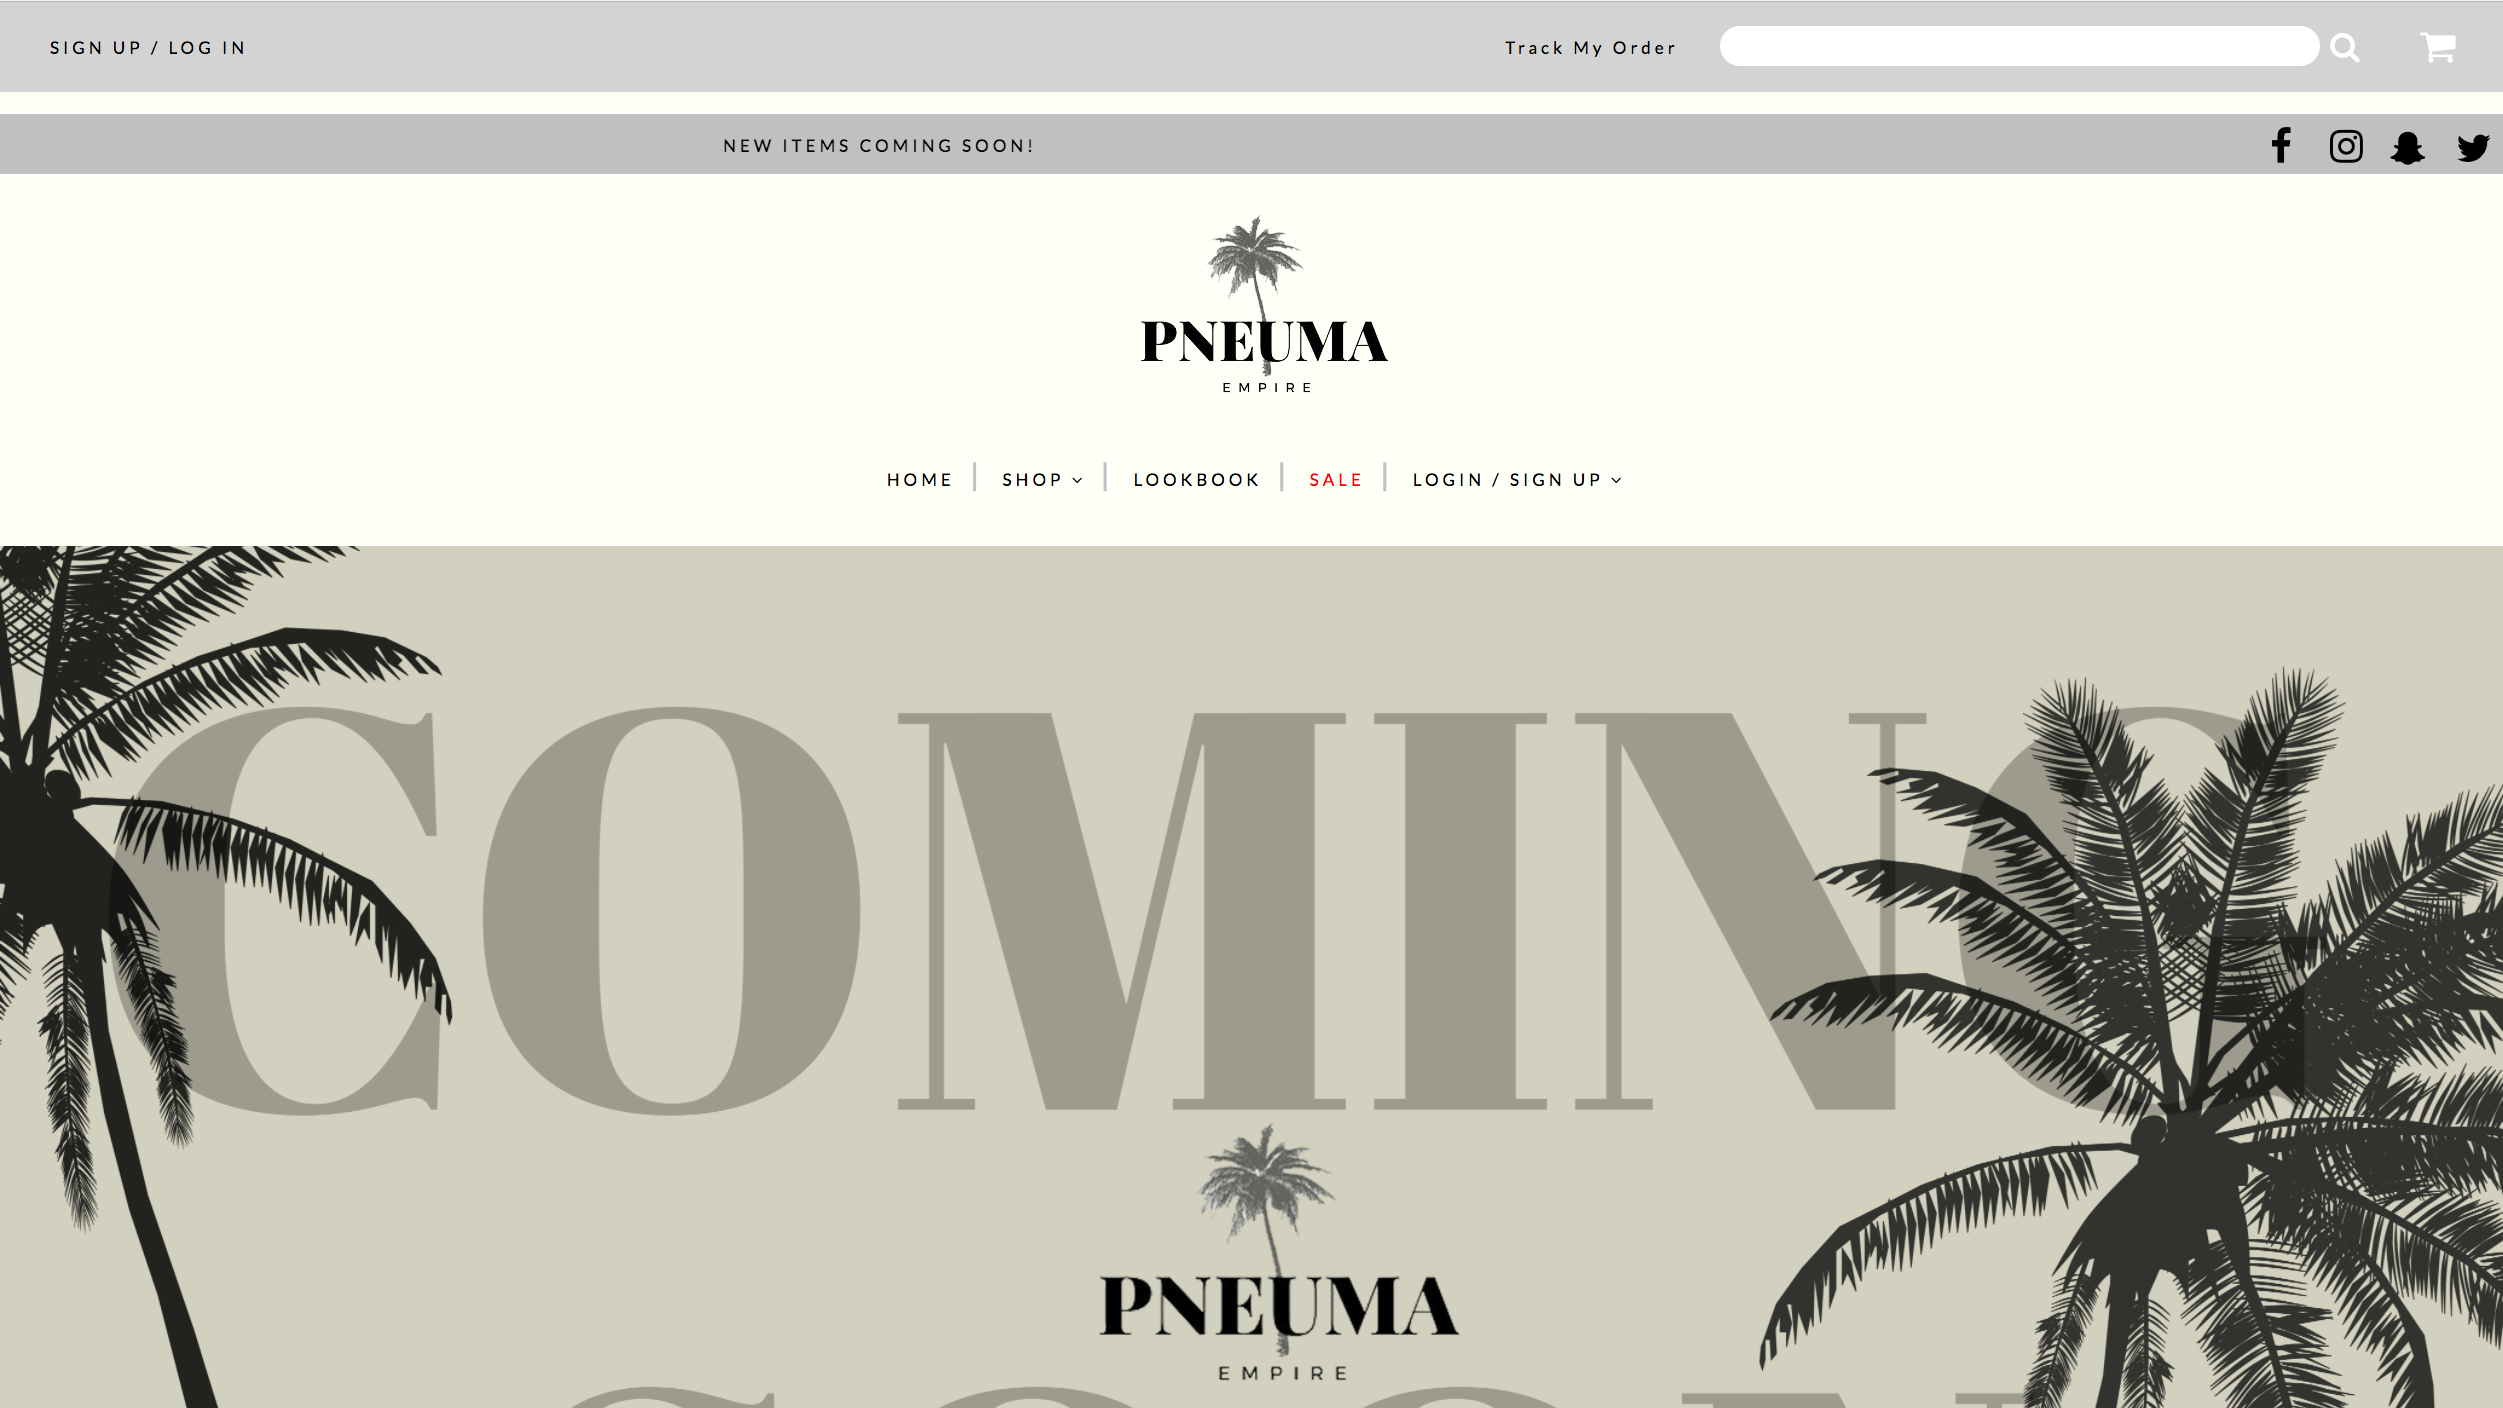 SIGN UP / LOG IN
Track My Order
NEW ITEMS COMING SOON!
PNEUMA
EMPIRE
HOME
SHOP
LOOKBOOK
SALE
LOGIN / SIGN UP
COMING
PNEUMA
EMPIRE
SOON